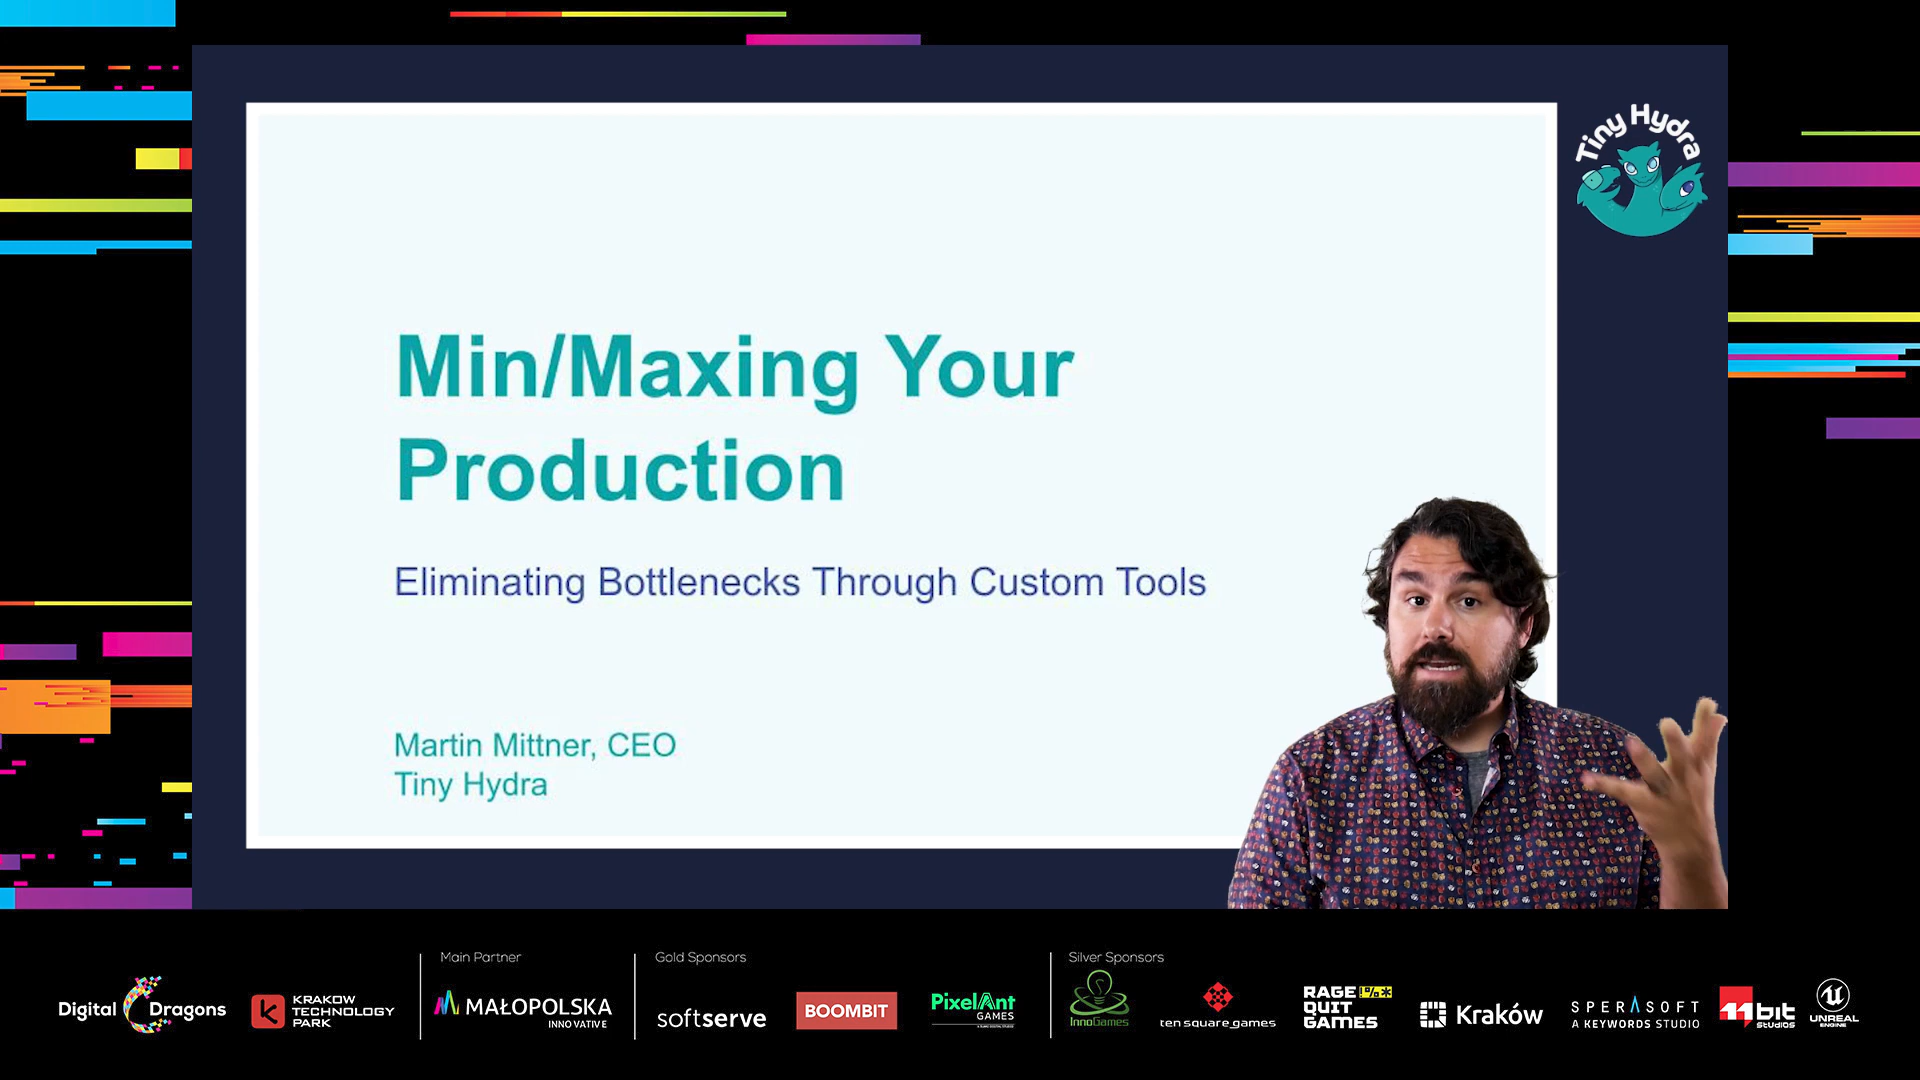 Tiny Hydra
Min/Maxing Your
Production
Eliminating Bottlenecks Through Custom Tools
Martin Mittner, CEO
Tiny Hydra
Digital Dragons
KRAKOW
TECHNOLOGY
PARK
Main Partner
MAŁOPOLSKA
INNOVATIVE
Gold Sponsors
softserve
BOOMBIT
PixelAnt
GAMES
Silver Sponsors
InnoGames
ten square games
RAGE !%*
QUIT
GAMES
Kraków
SPERASOFT
A KEYWORDS STUDIO
11bit
studios
UNREAL
ENGINE